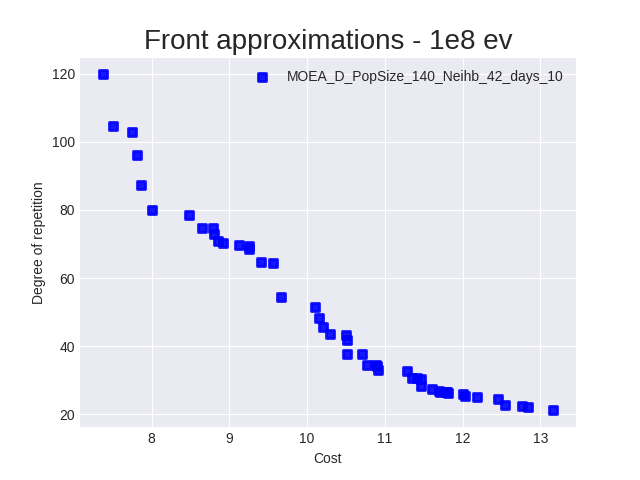 Front approximations - 1e8 ev
MOEA_D_PopSize_140_Neihb_42_days_10
120
100
80
60
40
20
Degree of repetition
8 9 10 11 12 13
Cost